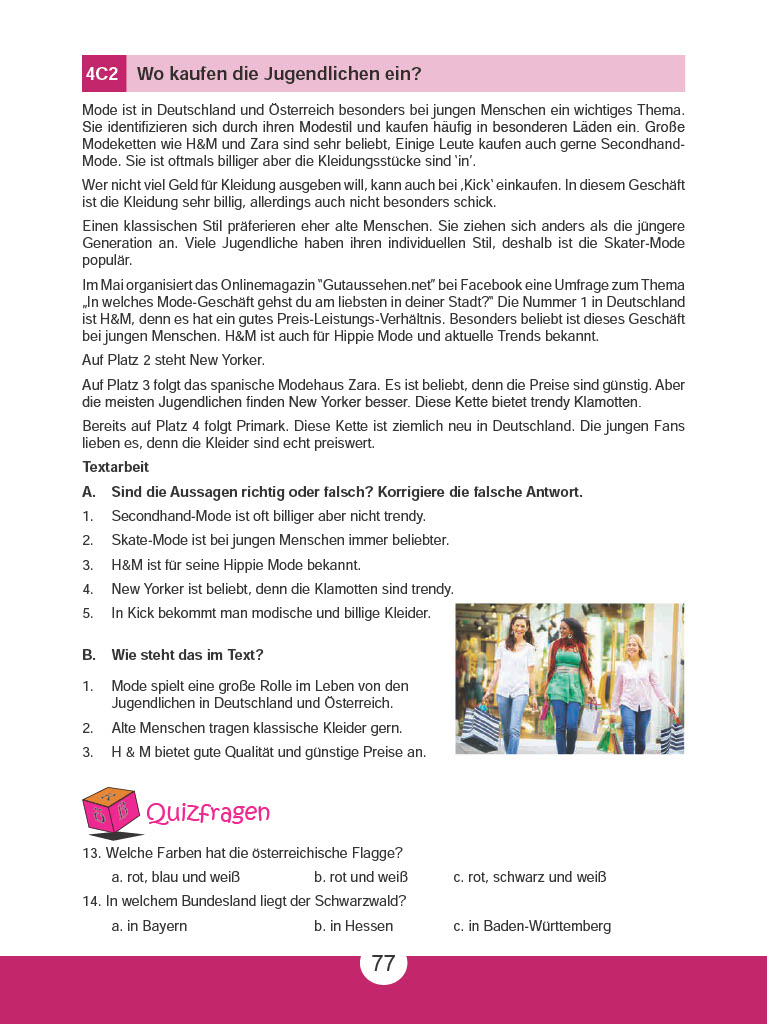 4C2 Wo kaufen die Jugendlichen ein?
Mode ist in Deutschland und Österreich besonders bei jungen Menschen ein wichtiges Thema.
Sie identifizieren sich durch ihren Modestil und kaufen häufig in besonderen Läden ein. Große
Modeketten wie H&M und Zara sind sehr beliebt, Einige Leute kaufen auch gerne Secondhand-
Mode. Sie ist oftmals billiger aber die Kleidungsstücke sind ‛in’.
Wer nicht viel Geld für Kleidung ausgeben will, kann auch bei ‚Kick‛ einkaufen. In diesem Geschäft
ist die Kleidung sehr billig, allerdings auch nicht besonders schick.
Einen klassischen Stil präferieren eher alte Menschen. Sie ziehen sich anders als die jüngere
Generation an. Viele Jugendliche haben ihren individuellen Stil, deshalb ist die Skater-Mode
populär.
Im Mai organisiert das Onlinemagazin “Gutaussehen.net” bei Facebook eine Umfrage zum Thema
„In welches Mode-Geschäft gehst du am liebsten in deiner Stadt?“ Die Nummer 1 in Deutschland
ist H&M, denn es hat ein gutes Preis-Leistungs-Verhältnis. Besonders beliebt ist dieses Geschäft
bei jungen Menschen. H&M ist auch für Hippie Mode und aktuelle Trends bekannt.
Auf Platz 2 steht New Yorker.
Auf Platz 3 folgt das spanische Modehaus Zara. Es ist beliebt, denn die Preise sind günstig. Aber
die meisten Jugendlichen finden New Yorker besser. Diese Kette bietet trendy Klamotten.
Bereits auf Platz 4 folgt Primark. Diese Kette ist ziemlich neu in Deutschland. Die jungen Fans
lieben es, denn die Kleider sind echt preiswert.
Textarbeit
A. Sind die Aussagen richtig oder falsch? Korrigiere die falsche Antwort.
1. Secondhand-Mode ist oft billiger aber nicht trendy.
2. Skate-Mode ist bei jungen Menschen immer beliebter.
3. H&M ist für seine Hippie Mode bekannt.
4. New Yorker ist beliebt, denn die Klamotten sind trendy.
5. In Kick bekommt man modische und billige Kleider.
B. Wie steht das im Text?
1. Mode spielt eine große Rolle im Leben von den
Jugendlichen in Deutschland und Österreich.
2. Alte Menschen tragen klassische Kleider gern.
3. H & M bietet gute Qualität und günstige Preise an.
Quizfragen
13. Welche Farben hat die österreichische Flagge?
a. rot, blau und weiß b. rot und weiß c. rot, schwarz und weiß
14. In welchem Bundesland liegt der Schwarzwald?
a. in Bayern b. in Hessen c. in Baden-Württemberg
77